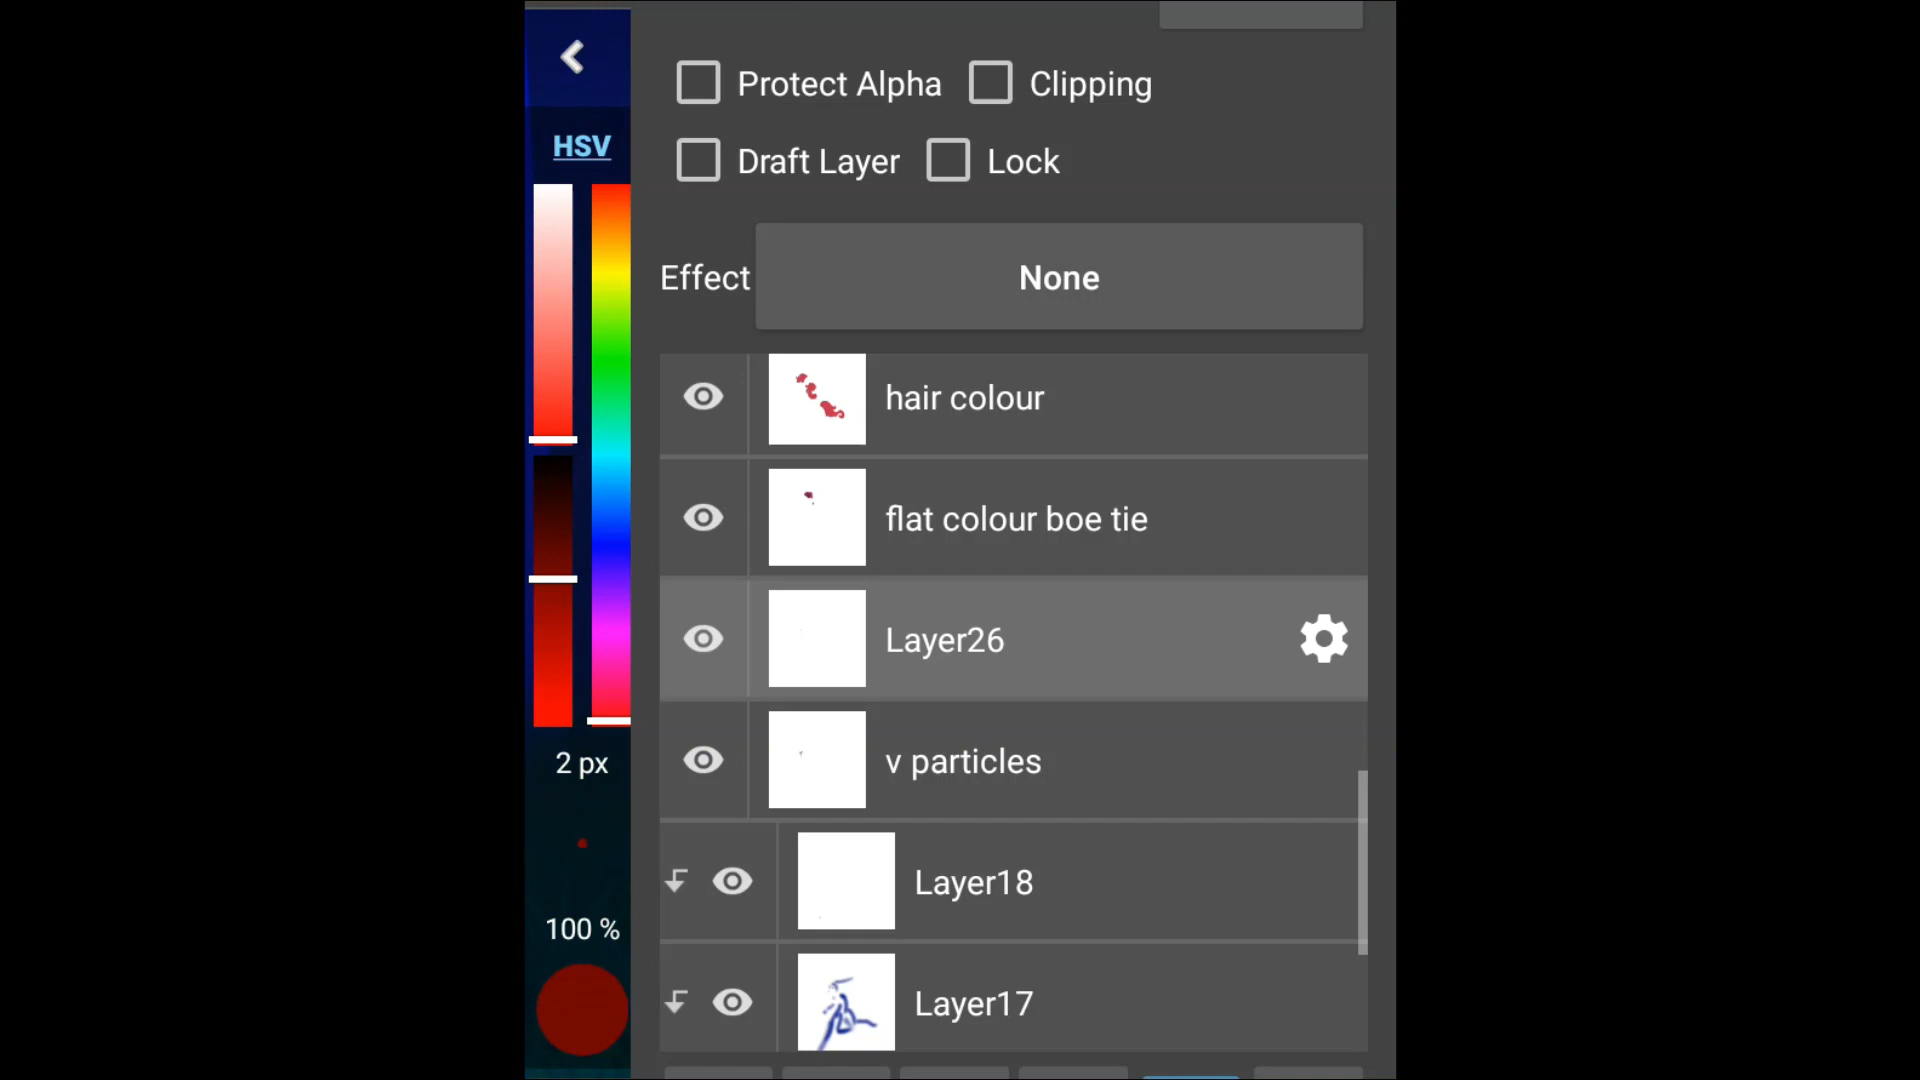 Protect Alpha Clipping
HSV
Draft Layer Lock
Effect None
hair colour
flat colour boe tie
Layer26
v particles
2 px
Layer18
100 %
Layer17